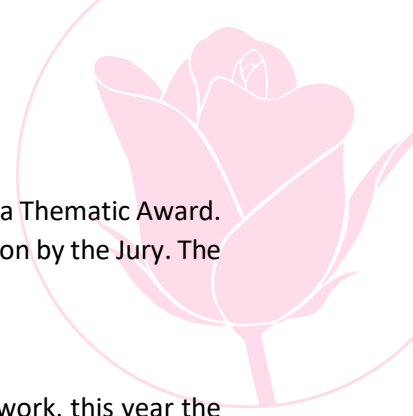 a Thematic Award.
on by the Jury. The
work, this year the